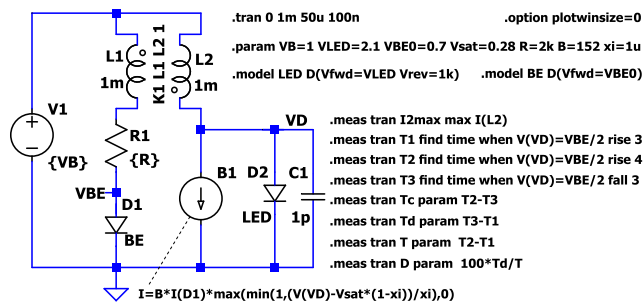 .tran 0 1m 50u 100n
.option plotwinsize=0
.param VB=1 VLED=2.1 VBE0=0.7 Vsat=0.28 R=2k B=152 xi=1u
.model LED D(Vfwd=VLED Vrev=1k)
.model BE D(Vfwd=VBE0)
L1
1m
K1 L1 L2 1
L2
1m
V1
{VB}
R1
{R}
VBE
D1
BE
B1
VD
D2
LED
C1
1p
.meas tran I2max max I(L2)
.meas tran T1 find time when V(VD)=VBE/2 rise 3
.meas tran T2 find time when V(VD)=VBE/2 rise 4
.meas tran T3 find time when V(VD)=VBE/2 fall 3
.meas tran Tc param T2-T3
.meas tran Td param T3-T1
.meas tran T param T2-T1
.meas tran D param 100*Td/T
I=B*I(D1)*max(min(1,(V(VD)-Vsat*(1-xi))/xi),0)